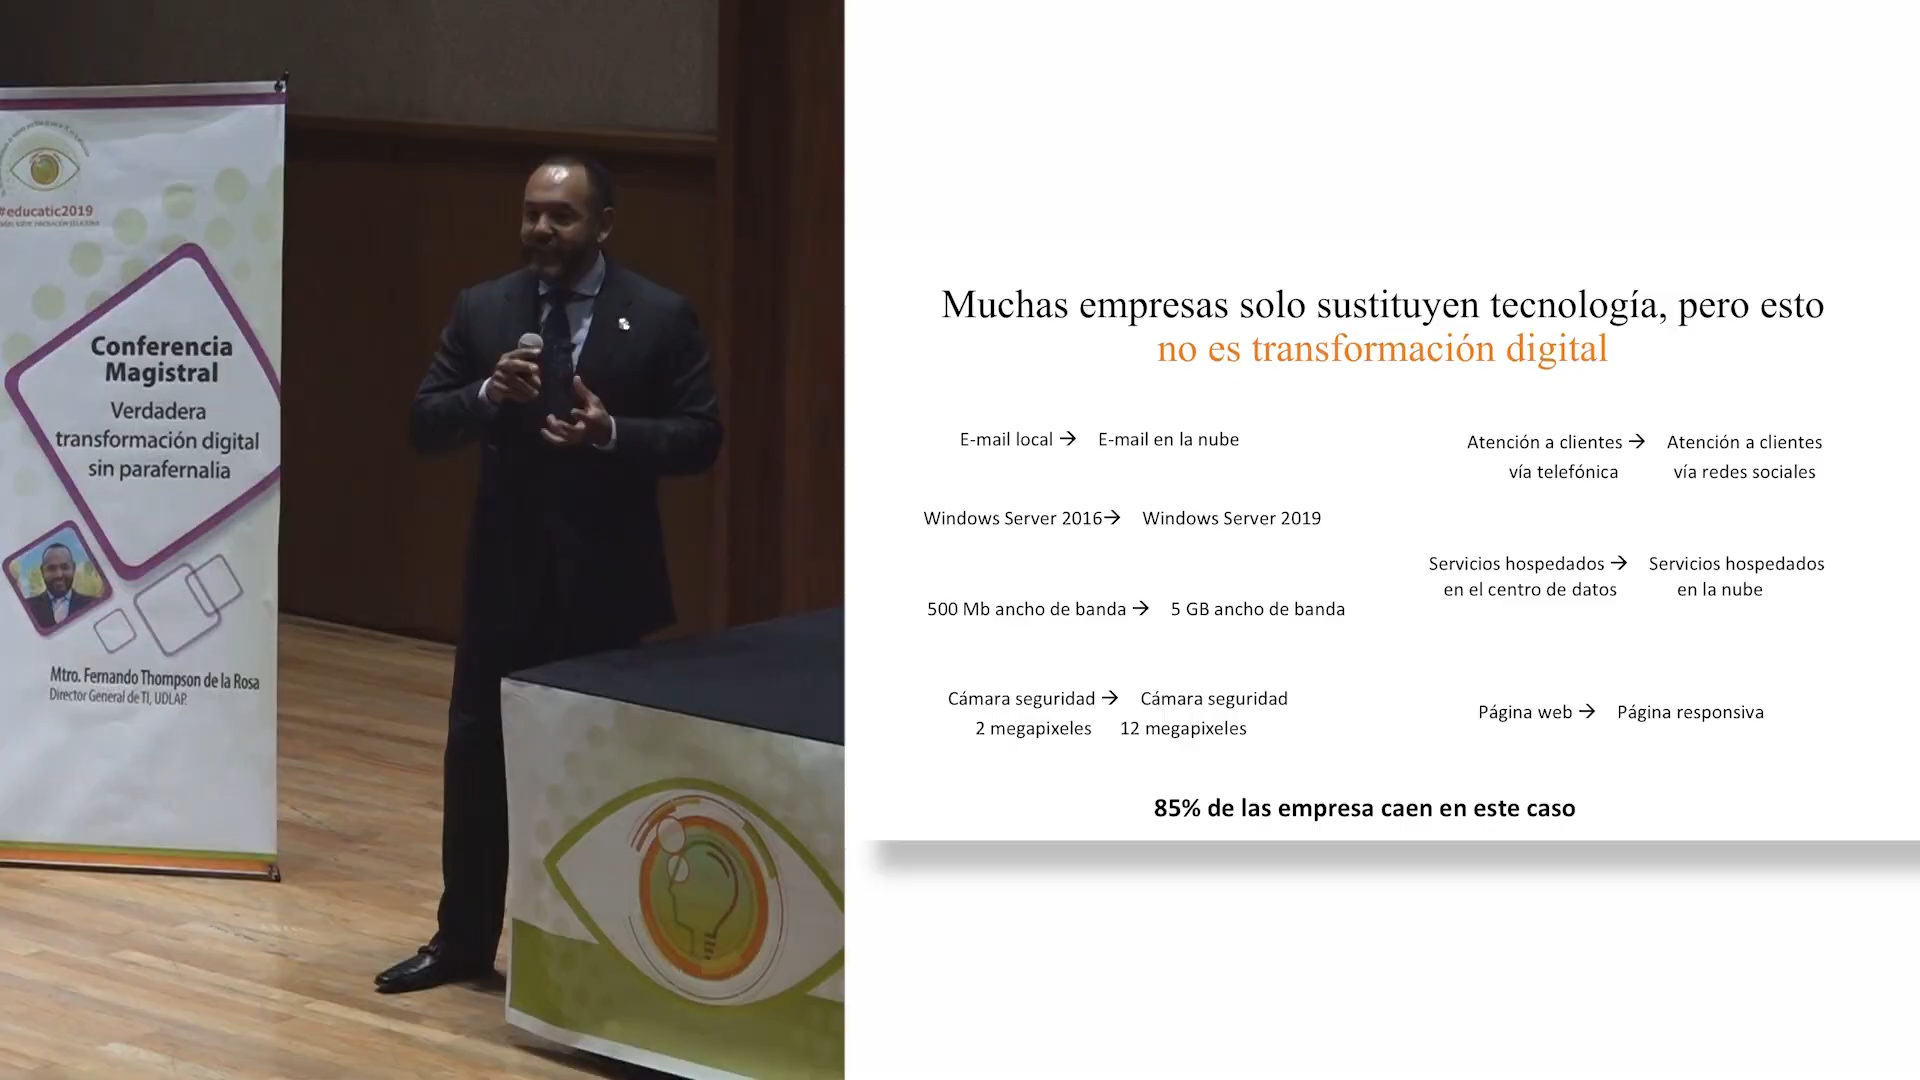 #educatic2019
Conferencia
Magistral
Verdadera
transformación digital
sin parafernalia
Mtro. Fernando Thompson de la Rosa
Director General de TI, UDLAP.
Muchas empresas solo sustituyen tecnología, pero esto
no es transformación digital
E-mail local → E-mail en la nube
Windows Server 2016→ Windows Server 2019
500 Mb ancho de banda → 5 GB ancho de banda
Cámara seguridad → Cámara seguridad
2 megapixeles 12 megapixeles
Atención a clientes → Atención a clientes
vía telefónica vía redes sociales
Servicios hospedados → Servicios hospedados
en el centro de datos en la nube
Página web → Página responsiva
85% de las empresa caen en este caso